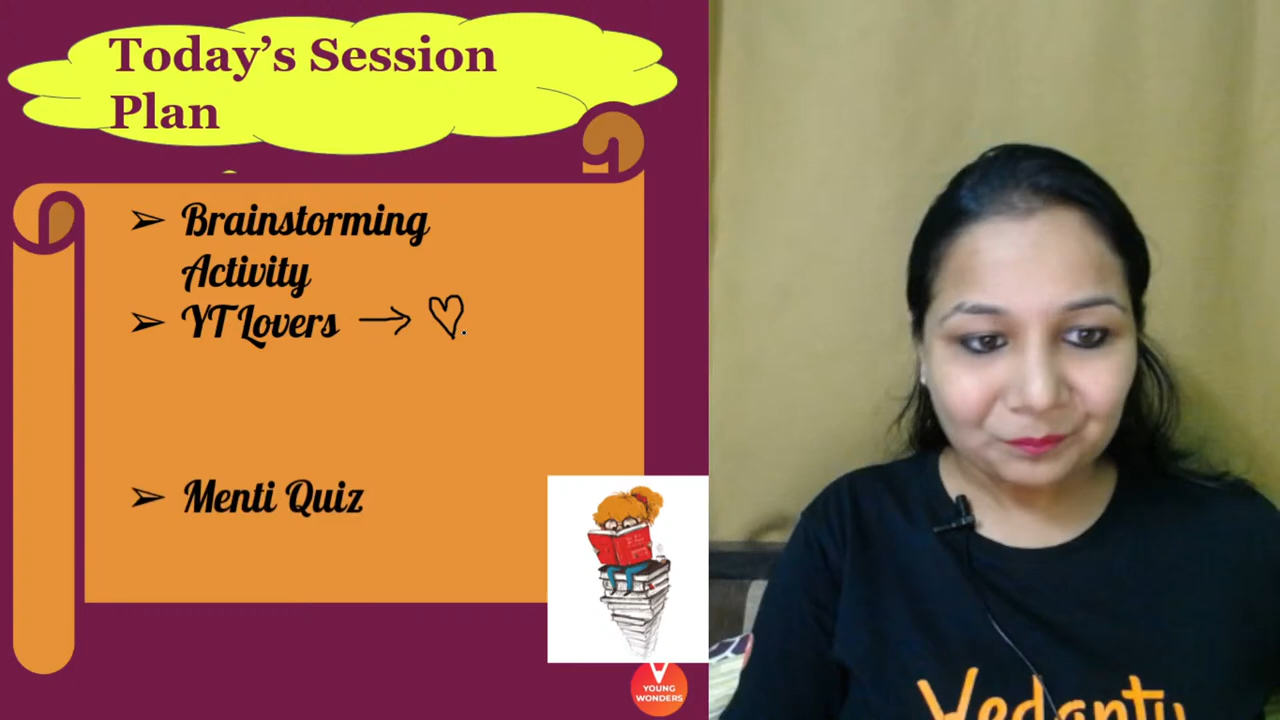 Today's Session
Plan
➢ Brainstorming
Activity
➢ YT Lovers → ♡
➢ Menti Quiz
YOUNG
WONDERS
Vedantu